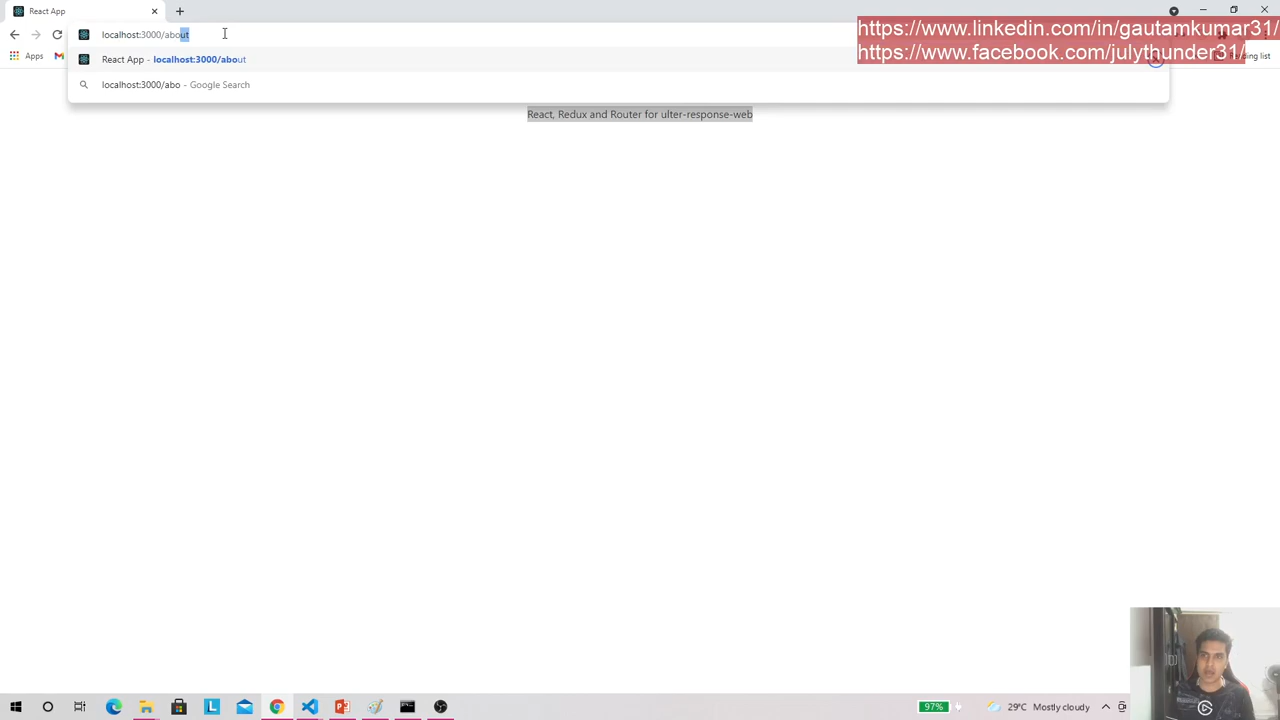 React App
localhost:3000/about
https://www.linkedin.com/in/gautamkumar31/
https://www.facebook.com/julythunder31/
Apps
React App - localhost:3000/about
ding list
localhost:3000/abo - Google Search
React, Redux and Router for ulter-response-web
97%
29°C Mostly cloudy